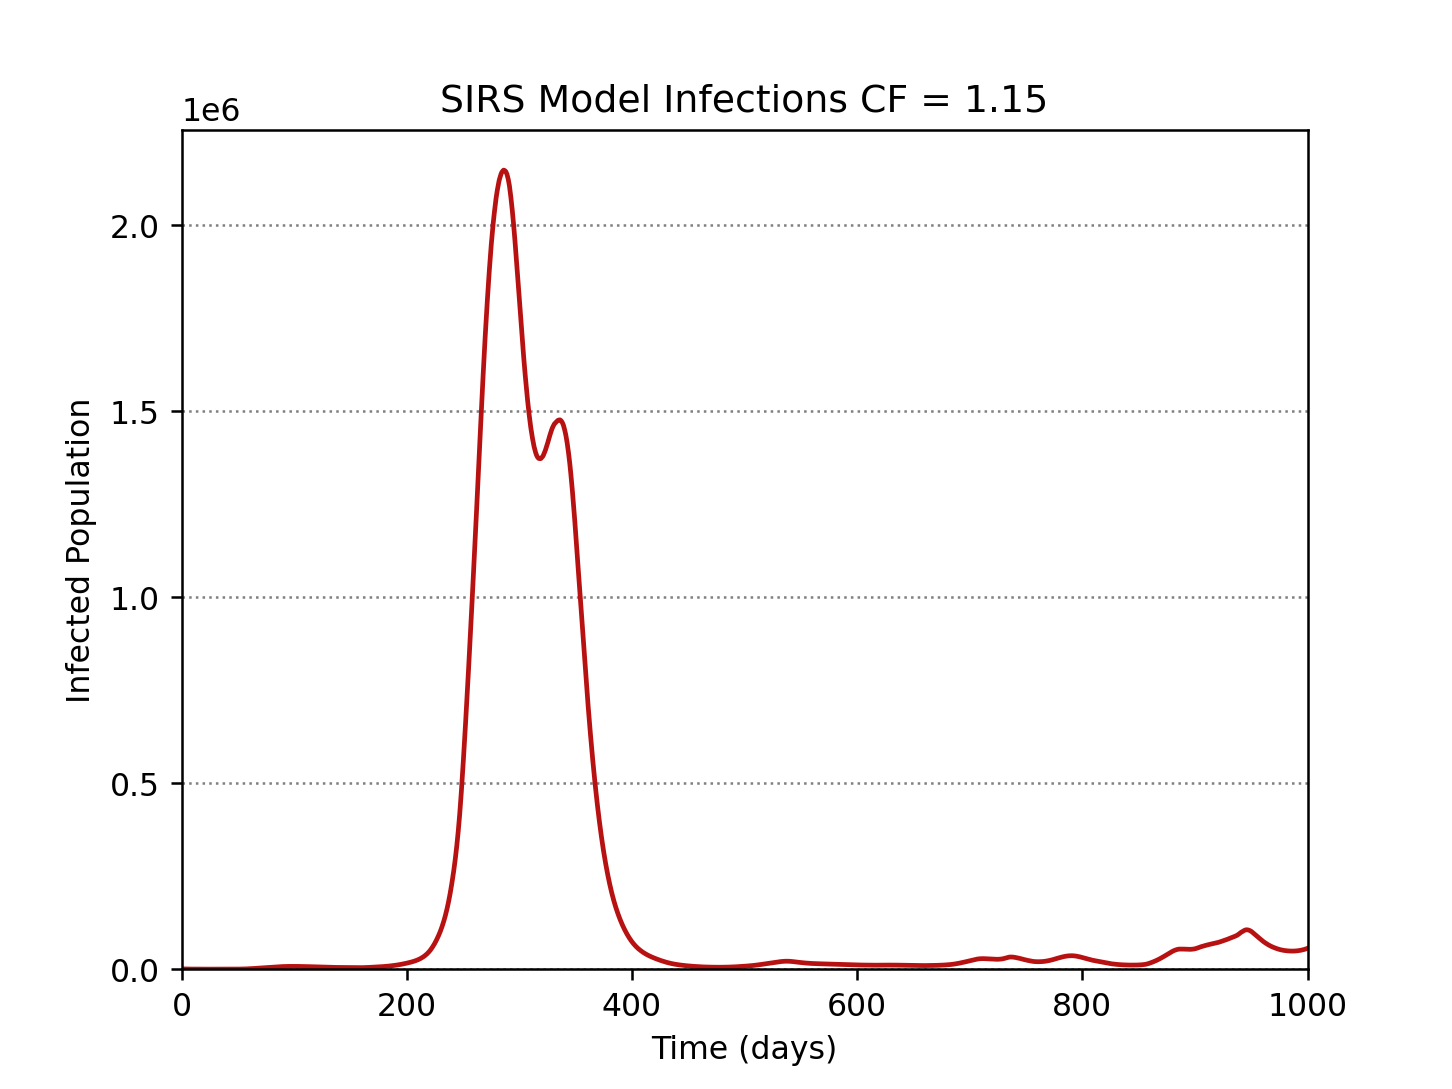 SIRS Model Infections CF = 1.15
1e6
2.0
1.5
1.0
0.5
0.0
Infected Population
0 200 400 600 800 1000
Time (days)